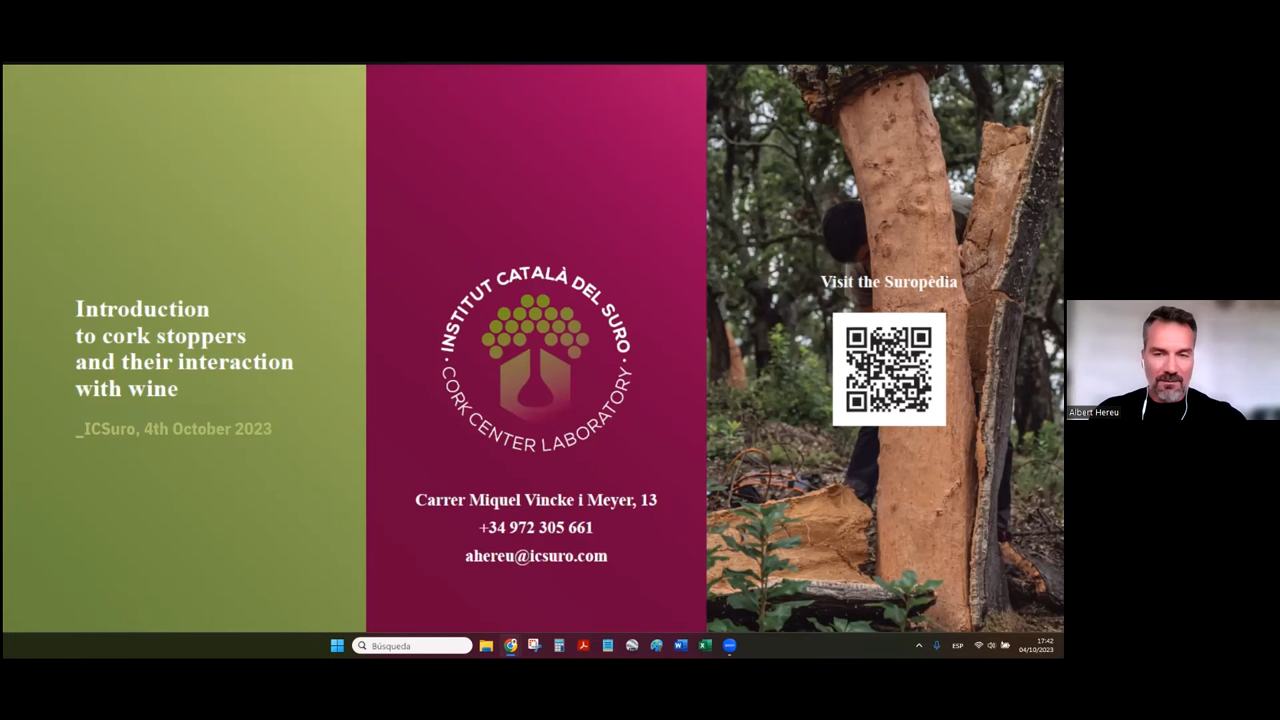 Introduction
to cork stoppers
and their interaction
with wine
_ICSuro, 4th October 2023
· INSTITUT CATALÀ DEL SURO ·
CORK CENTER LABORATORY
Carrer Miquel Vincke i Meyer, 13
+34 972 305 661
ahereu@icsuro.com
Visit the Suropèdia
Albert Hereu
Búsqueda
ESP
17:42
04/10/2023